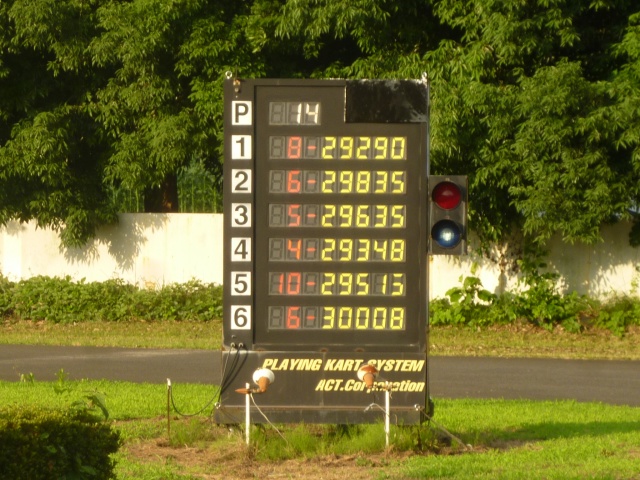 P 14
1 8-29290
2 6-29835
3 5-29635
4 4-29348
5 10-29515
6 6-30008
PLAYING KART SYSTEM
ACT.Corporation